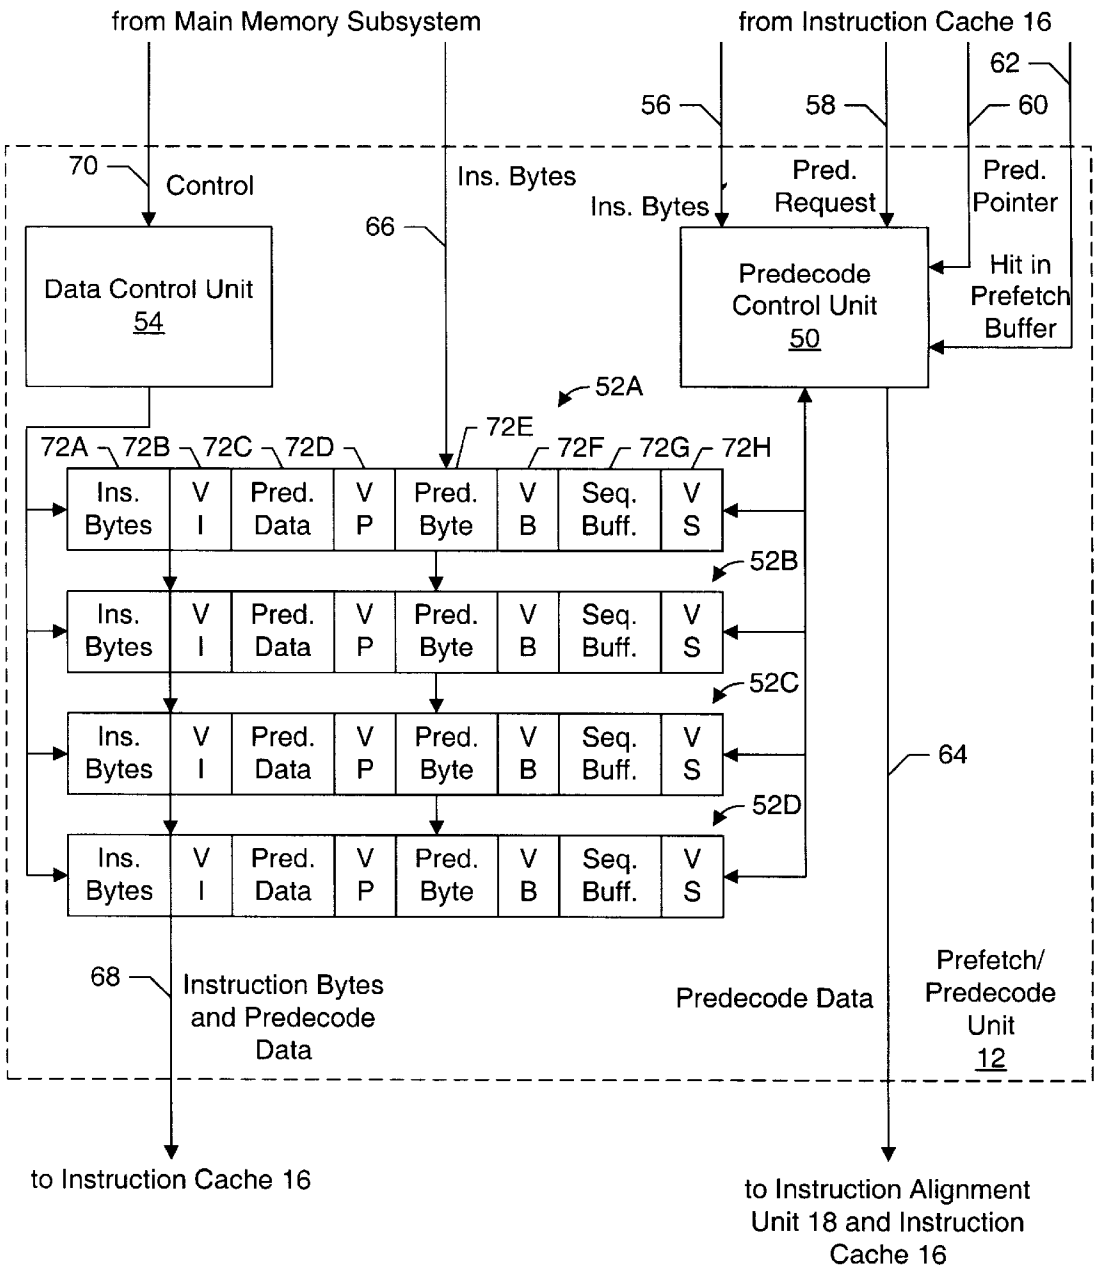 from Main Memory Subsystem
from Instruction Cache 16
62
56
58
60
70
Control
Ins. Bytes
66
Ins. Bytes
Pred.
Request
Pred.
Pointer
Data Control Unit
54
Predecode
Control Unit
50
Hit in
Prefetch
Buffer
52A
72A 72B 72C 72D 72E 72F 72G 72H
Ins. V Pred. V Pred. V Seq. V
Bytes I Data P Byte B Buff. S
52B
Ins. V Pred. V Pred. V Seq. V
Bytes I Data P Byte B Buff. S
52C
Ins. V Pred. V Pred. V Seq. V
Bytes I Data P Byte B Buff. S
64
52D
Ins. V Pred. V Pred. V Seq. V
Bytes I Data P Byte B Buff. S
68
Instruction Bytes
and Predecode
Data
Predecode Data
Prefetch/
Predecode
Unit
12
to Instruction Cache 16
to Instruction Alignment
Unit 18 and Instruction
Cache 16